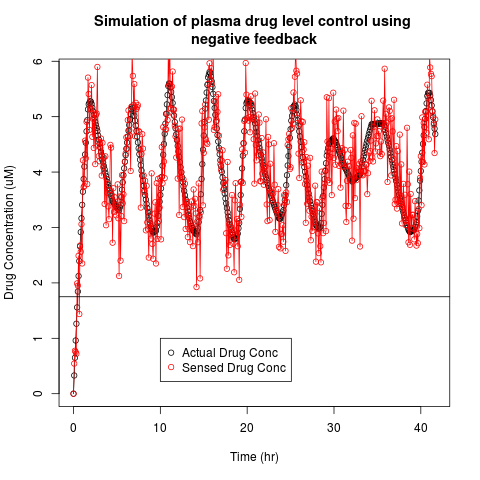 Simulation of plasma drug level control using
negative feedback
Drug Concentration (uM)
6
5
4
3
2
1
0
Actual Drug Conc
Sensed Drug Conc
0 10 20 30 40
Time (hr)